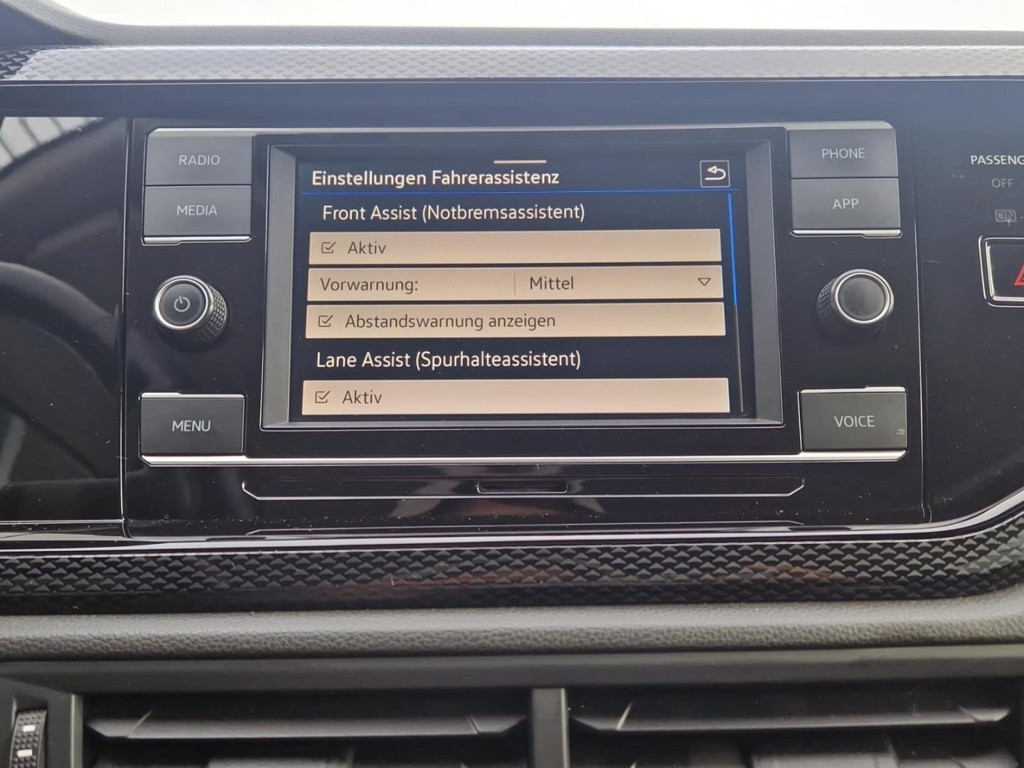 RADIO
MEDIA
MENU
Einstellungen Fahrerassistenz
Front Assist (Notbremsassistent)
Aktiv
Vorwarnung: Mittel
Abstandswarnung anzeigen
Lane Assist (Spurhalteassistent)
Aktiv
PHONE
APP
VOICE
PASSENG
OFF
ON